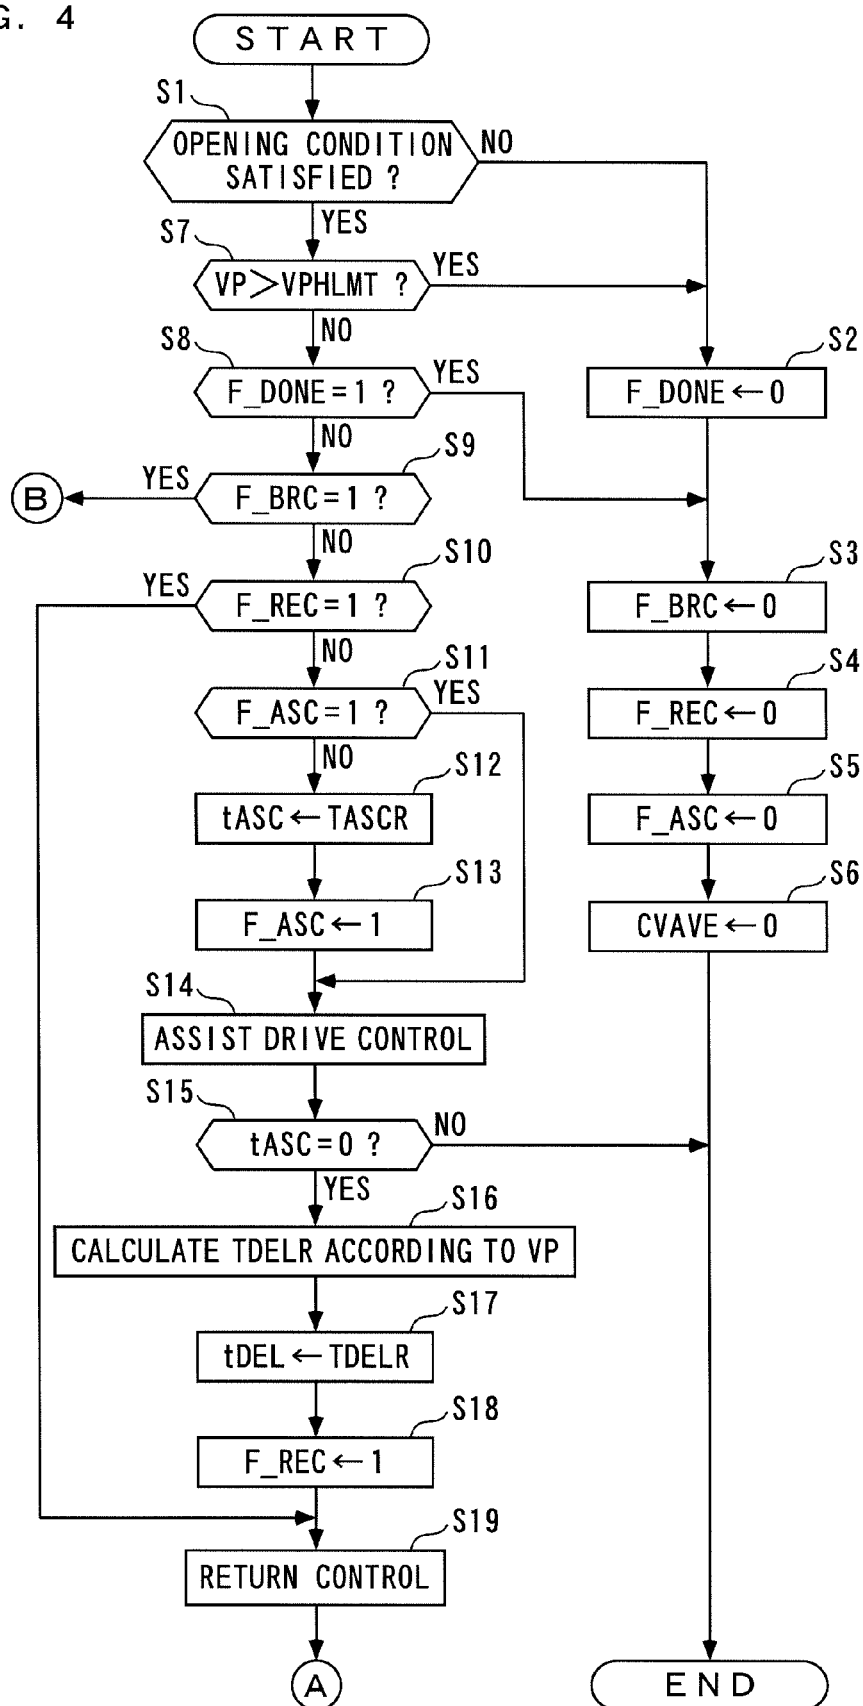 G. 4
START
S1
OPENING CONDITION
SATISFIED ?
NO
YES
S7
VP>VPHLMT ?
YES
NO
S8
F_DONE=1 ?
YES
S2
F_DONE←0
NO
S9
YES
B
F_BRC=1 ?
NO
S3
F_BRC←0
S10
YES
F_REC=1 ?
NO
S4
F_REC←0
S11
F_ASC=1 ?
YES
NO
S5
F_ASC←0
S12
tASC←TASCR
S13
F_ASC←1
S6
CVAVE←0
S14
ASSIST DRIVE CONTROL
S15
tASC=0 ?
NO
YES
S16
CALCULATE TDELR ACCORDING TO VP
S17
tDEL←TDELR
S18
F_REC←1
S19
RETURN CONTROL
A
END